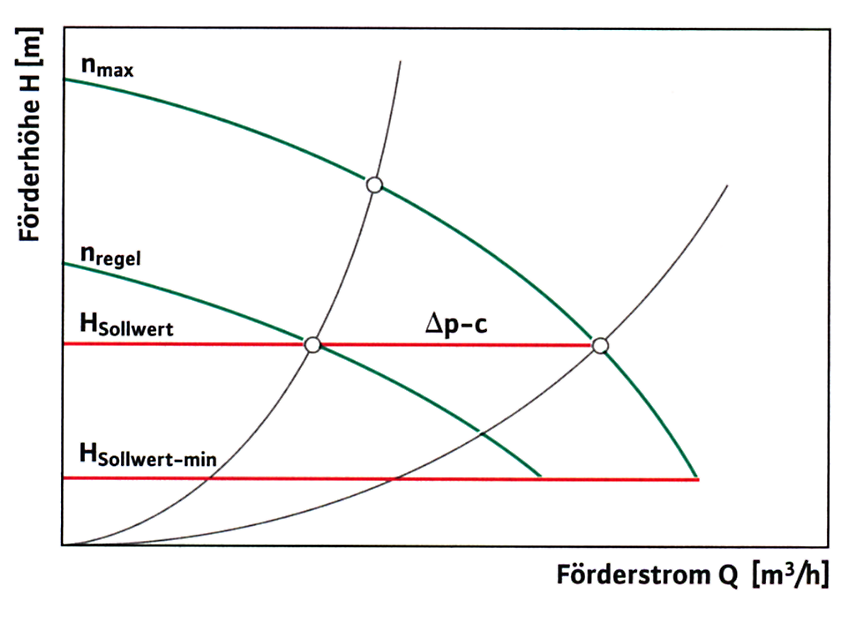 Förderhöhe H [m]
nmax
nregel
HSollwert
Δp-c
HSollwert-min
Förderstrom Q [m³/h]